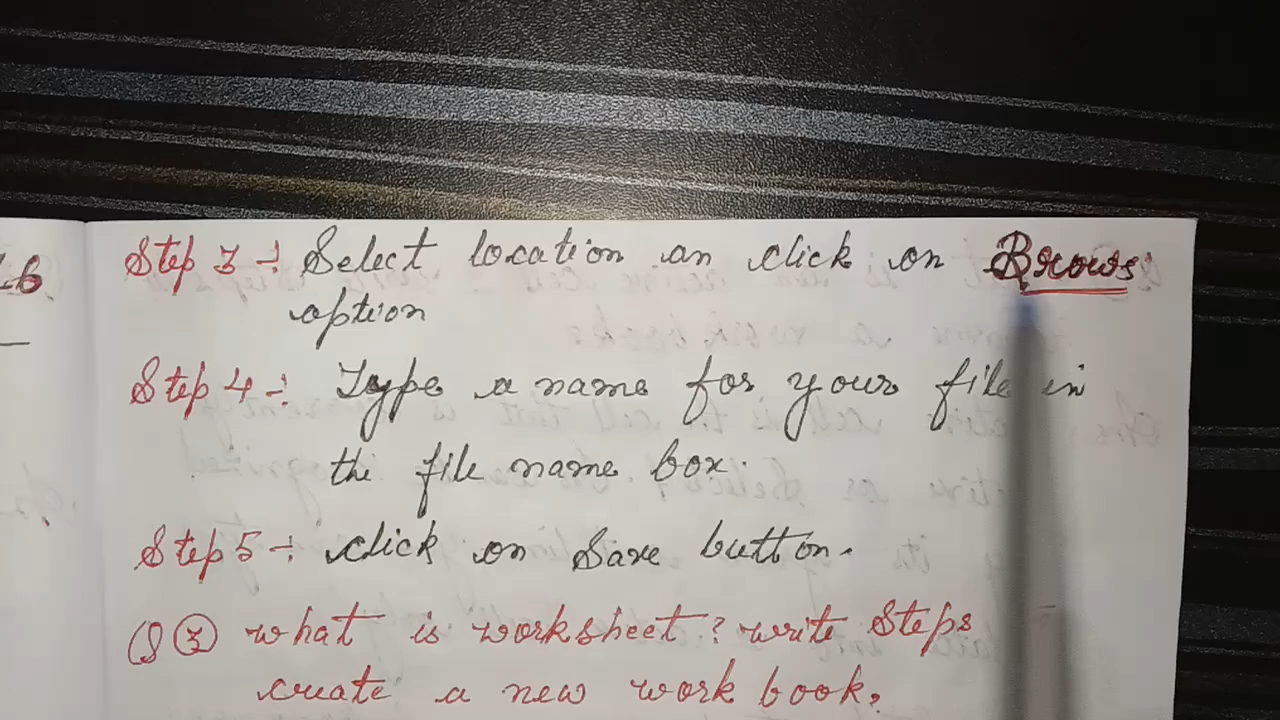 Step 3 :- Select location an click on Brows
option
Step 4 :- Type a name for your file in
the file name box.
Step 5 :- click on Save button.
Q 3 what is worksheet? write Steps
create a new work book.